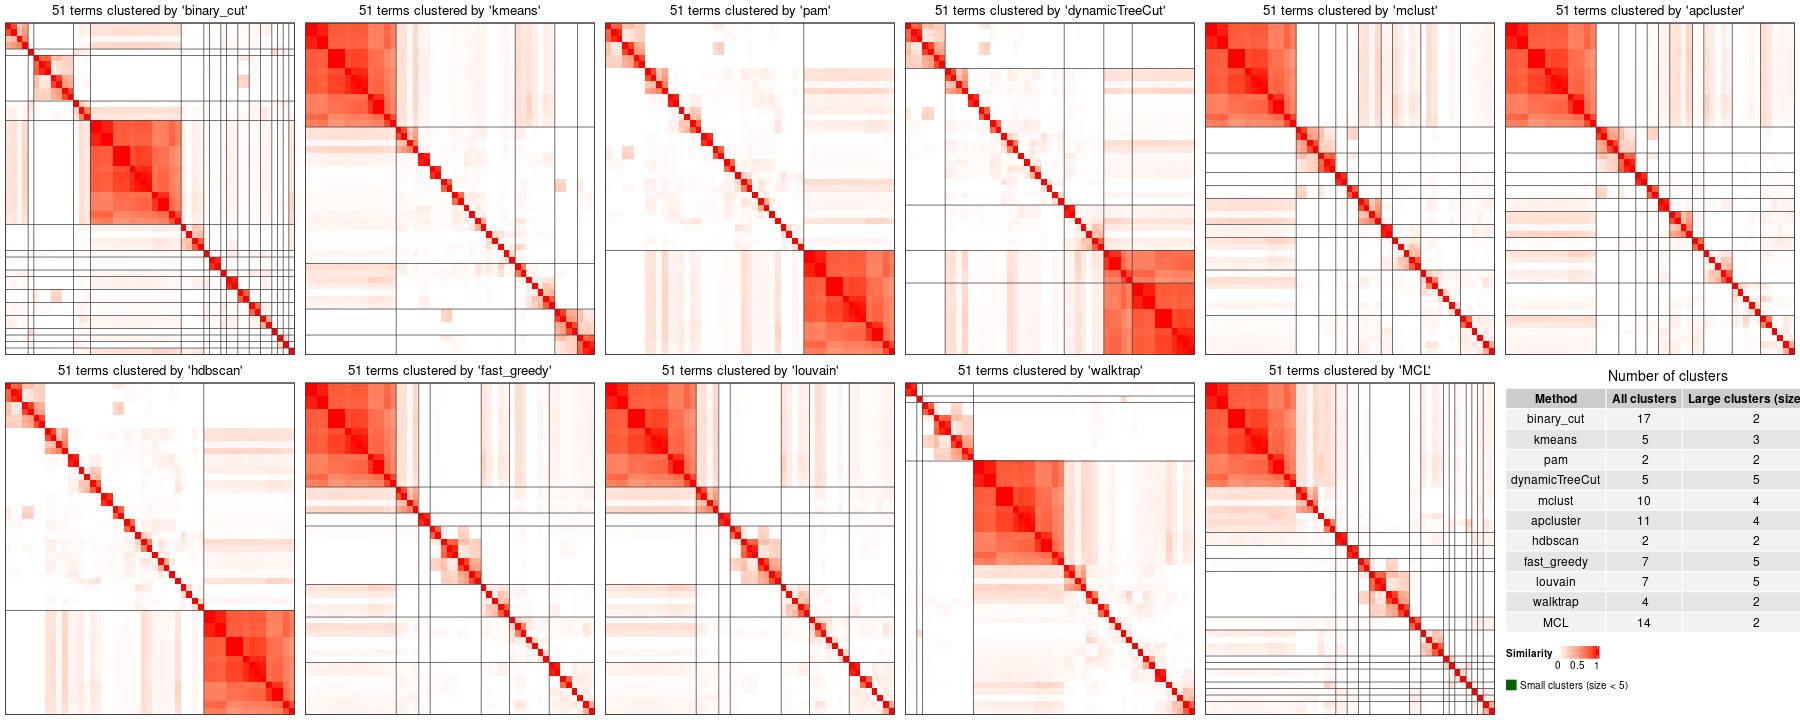 51 terms clustered by 'binary_cut'
51 terms clustered by 'kmeans'
51 terms clustered by 'pam'
51 terms clustered by 'dynamicTreeCut'
51 terms clustered by 'mclust'
51 terms clustered by 'apcluster'
51 terms clustered by 'hdbscan'
51 terms clustered by 'fast_greedy'
51 terms clustered by 'louvain'
51 terms clustered by 'walktrap'
51 terms clustered by 'MCL'
Number of clusters
Method All clusters Large clusters (size
binary_cut 17 2
kmeans 5 3
pam 2 2
dynamicTreeCut 5 5
mclust 10 4
apcluster 11 4
hdbscan 2 2
fast_greedy 7 5
louvain 7 5
walktrap 4 2
MCL 14 2
Similarity
0 0.5 1
Small clusters (size < 5)